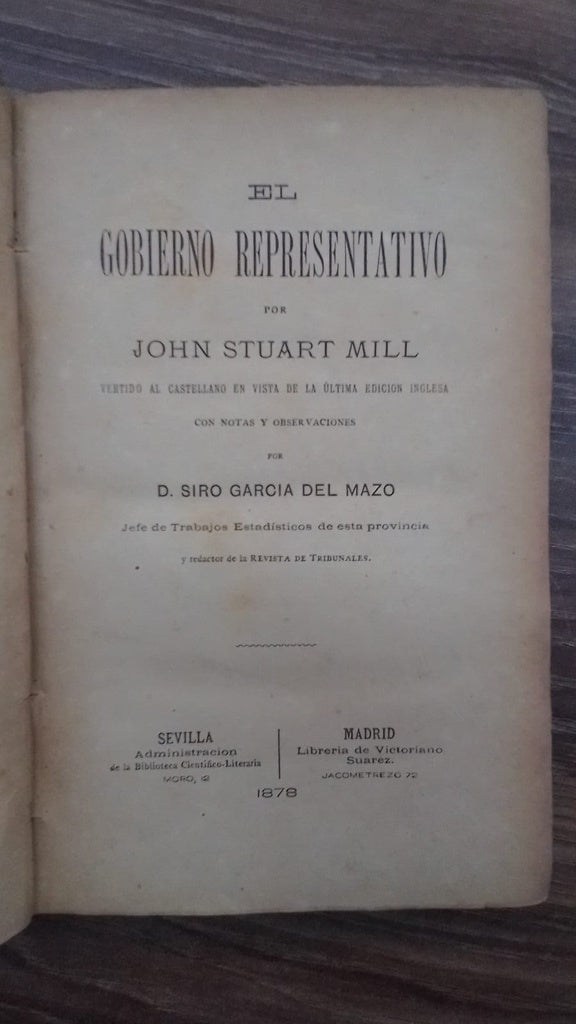 EL
GOBIERNO REPRESENTATIVO
POR
JOHN STUART MILL
VERTIDO AL CASTELLANO EN VISTA DE LA ÚLTIMA EDICION INGLESA
CON NOTAS Y OBSERVACIONES
POR
D. SIRO GARCIA DEL MAZO
Jefe de Trabajos Estadísticos de esta provincia
y redactor de la REVISTA DE TRIBUNALES.
SEVILLA
Administracion
de la Biblioteca Científico-Literaria
MORO, 12
MADRID
Libreria de Victoriano
Suarez.
JACOMETREZO 72
1878